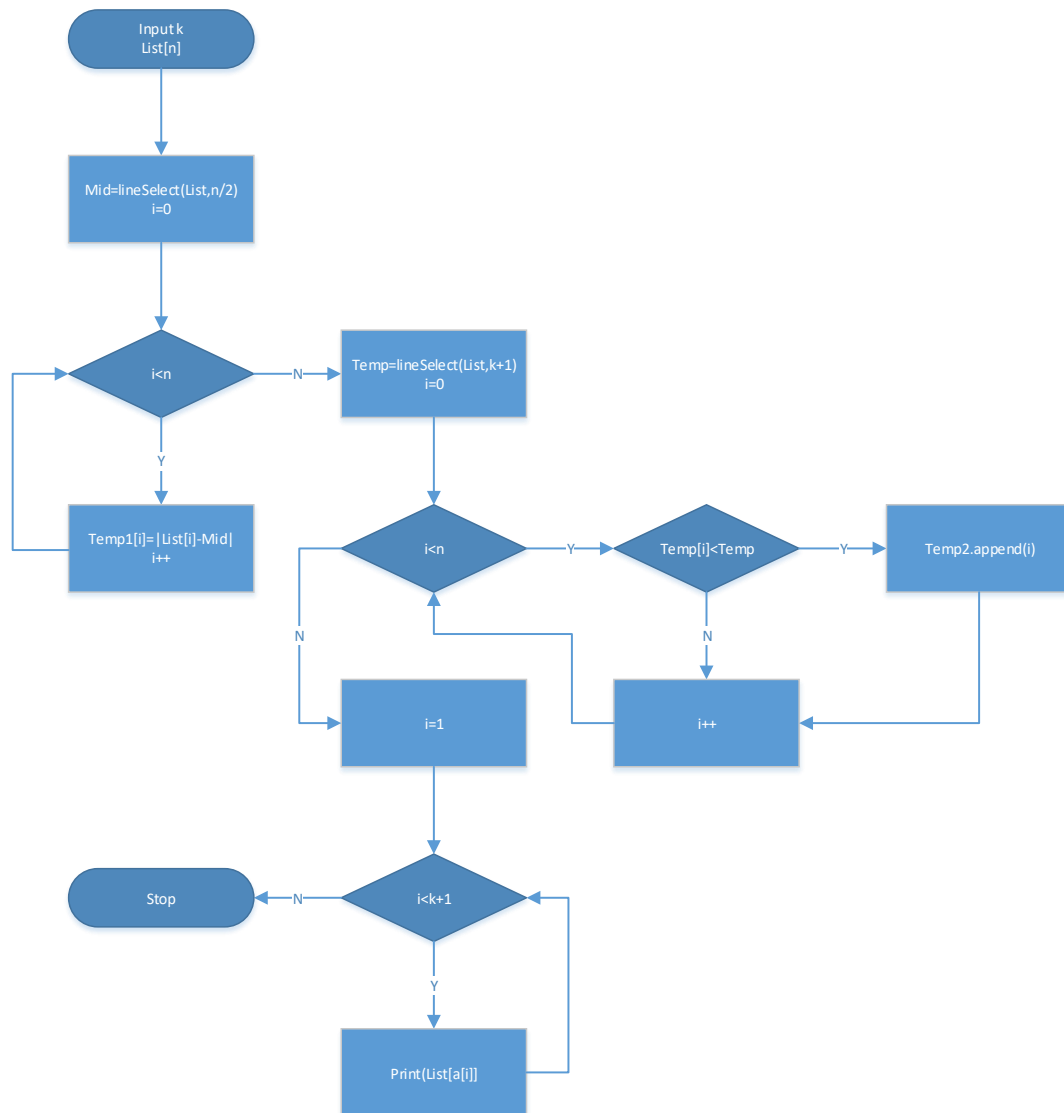 Input k
List[n]
Mid=lineSelect(List,n/2)
i=0
i<n
N
Temp=lineSelect(List,k+1)
i=0
Y
Temp1[i]=|List[i]-Mid|
i++
i<n
Y
Temp[i]<Temp
Y
Temp2.append(i)
N
N
i=1
i++
i<k+1
N
Stop
Y
Print(List[a[i]]